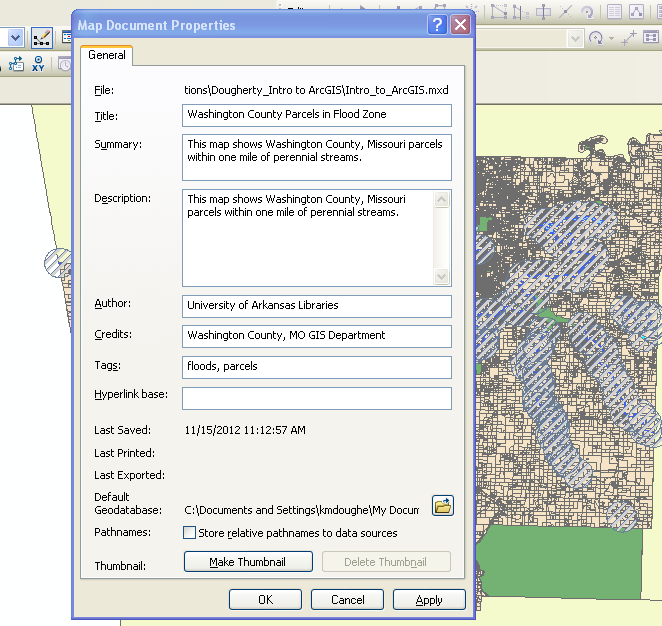 Map Document Properties
General
File: tions\Dougherty_Intro to ArcGIS\Intro_ArcGIS.mxd
Title: Washington County Parcels in Flood Zone
Summary: This map shows Washington County, Missouri parcels
within one mile of perennial streams.
Description: This map shows Washington County, Missouri
parcels within one mile of perennial streams.
Author: University of Arkansas Libraries
Credits: Washington County, MO GIS Department
Tags: floods, parcels
Hyperlink base:
Last Saved: 11/15/2012 11:12:57 AM
Last Printed:
Last Exported:
Default
Geodatabase: C:\Documents and Settings\kmdoughe\My Docum
Pathnames: Store relative pathnames to data sources
Thumbnail: Make Thumbnail Delete Thumbnail
OK Cancel Apply
XY